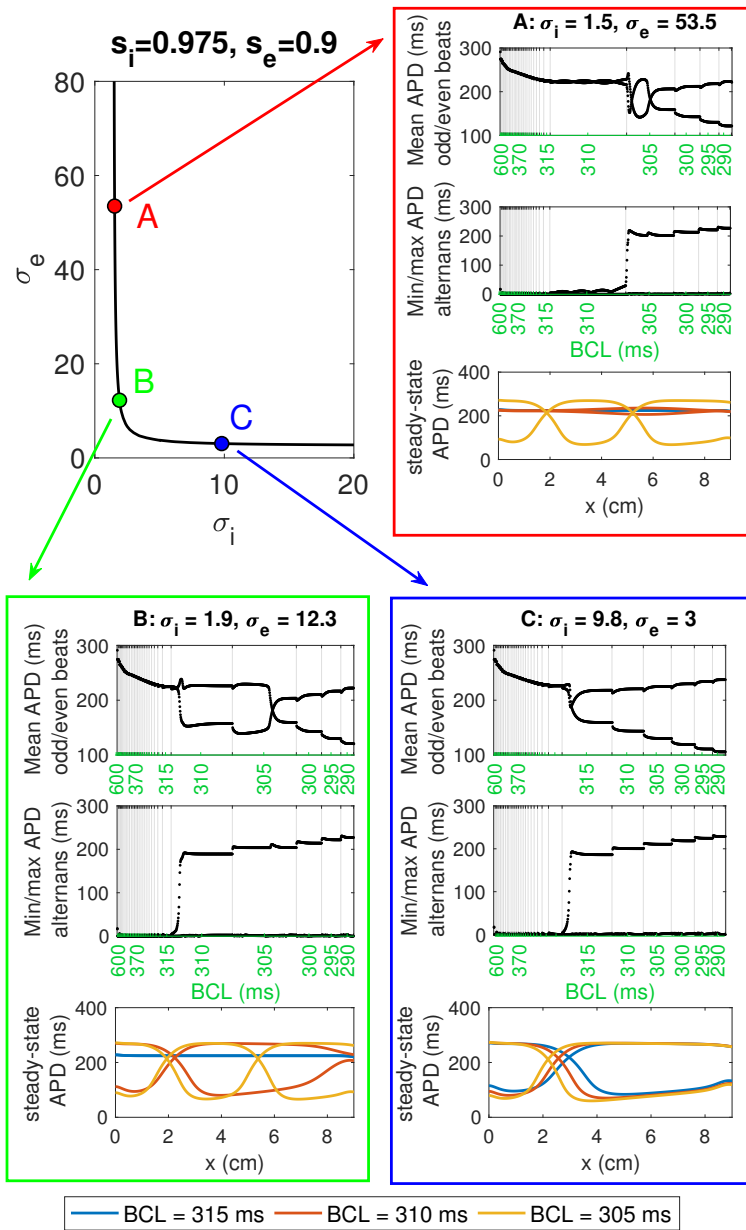 s_i=0.975, s_e=0.9
80
60
40
20
0
σ_e
A
B
C
0 10 20
σ_i
A: σ_i = 1.5, σ_e = 53.5
Mean APD (ms)
odd/even beats
300
200
100
600 370 315 310 305 300 295 290
Min/max APD
alternans (ms)
300
200
100
0
600 370 315 310 305 300 295 290
BCL (ms)
steady-state
APD (ms)
400
200
0
0 2 4 6 8
x (cm)
B: σ_i = 1.9, σ_e = 12.3
Mean APD (ms)
odd/even beats
300
200
100
600 370 315 310 305 300 295 290
Min/max APD
alternans (ms)
300
200
100
0
600 370 315 310 305 300 295 290
BCL (ms)
steady-state
APD (ms)
400
200
0
0 2 4 6 8
x (cm)
C: σ_i = 9.8, σ_e = 3
Mean APD (ms)
odd/even beats
300
200
100
600 370 315 310 305 300 295 290
Min/max APD
alternans (ms)
300
200
100
0
600 370 315 310 305 300 295 290
BCL (ms)
steady-state
APD (ms)
400
200
0
0 2 4 6 8
x (cm)
BCL = 315 ms BCL = 310 ms BCL = 305 ms